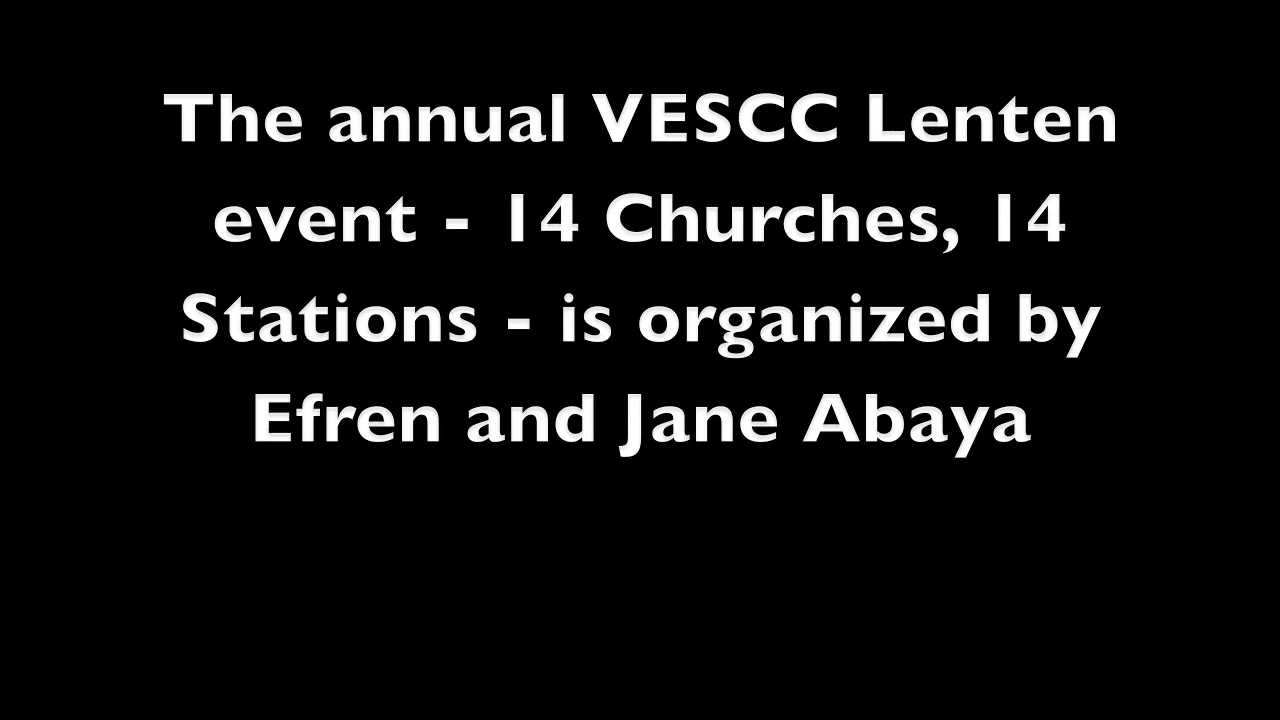 The annual VESCC Lenten
event - 14 Churches, 14
Stations - is organized by
Efren and Jane Abaya